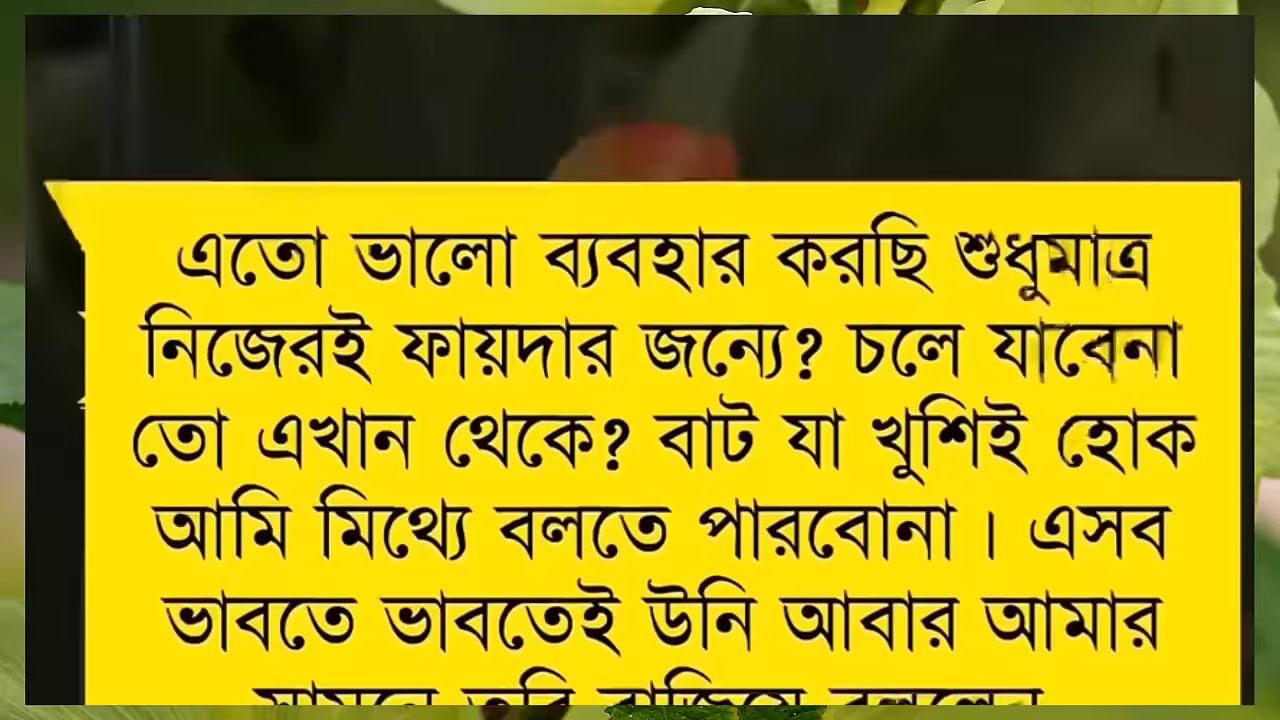 এতো ভালো ব্যবহার করছি শুধুমাত্র
নিজেরই ফায়দার জন্যে? চলে যাবেনা
তো এখান থেকে? বাট যা খুশিই হোক
আমি মিথ্যে বলতে পারবোনা। এসব
ভাবতে ভাবতেই উনি আবার আমার